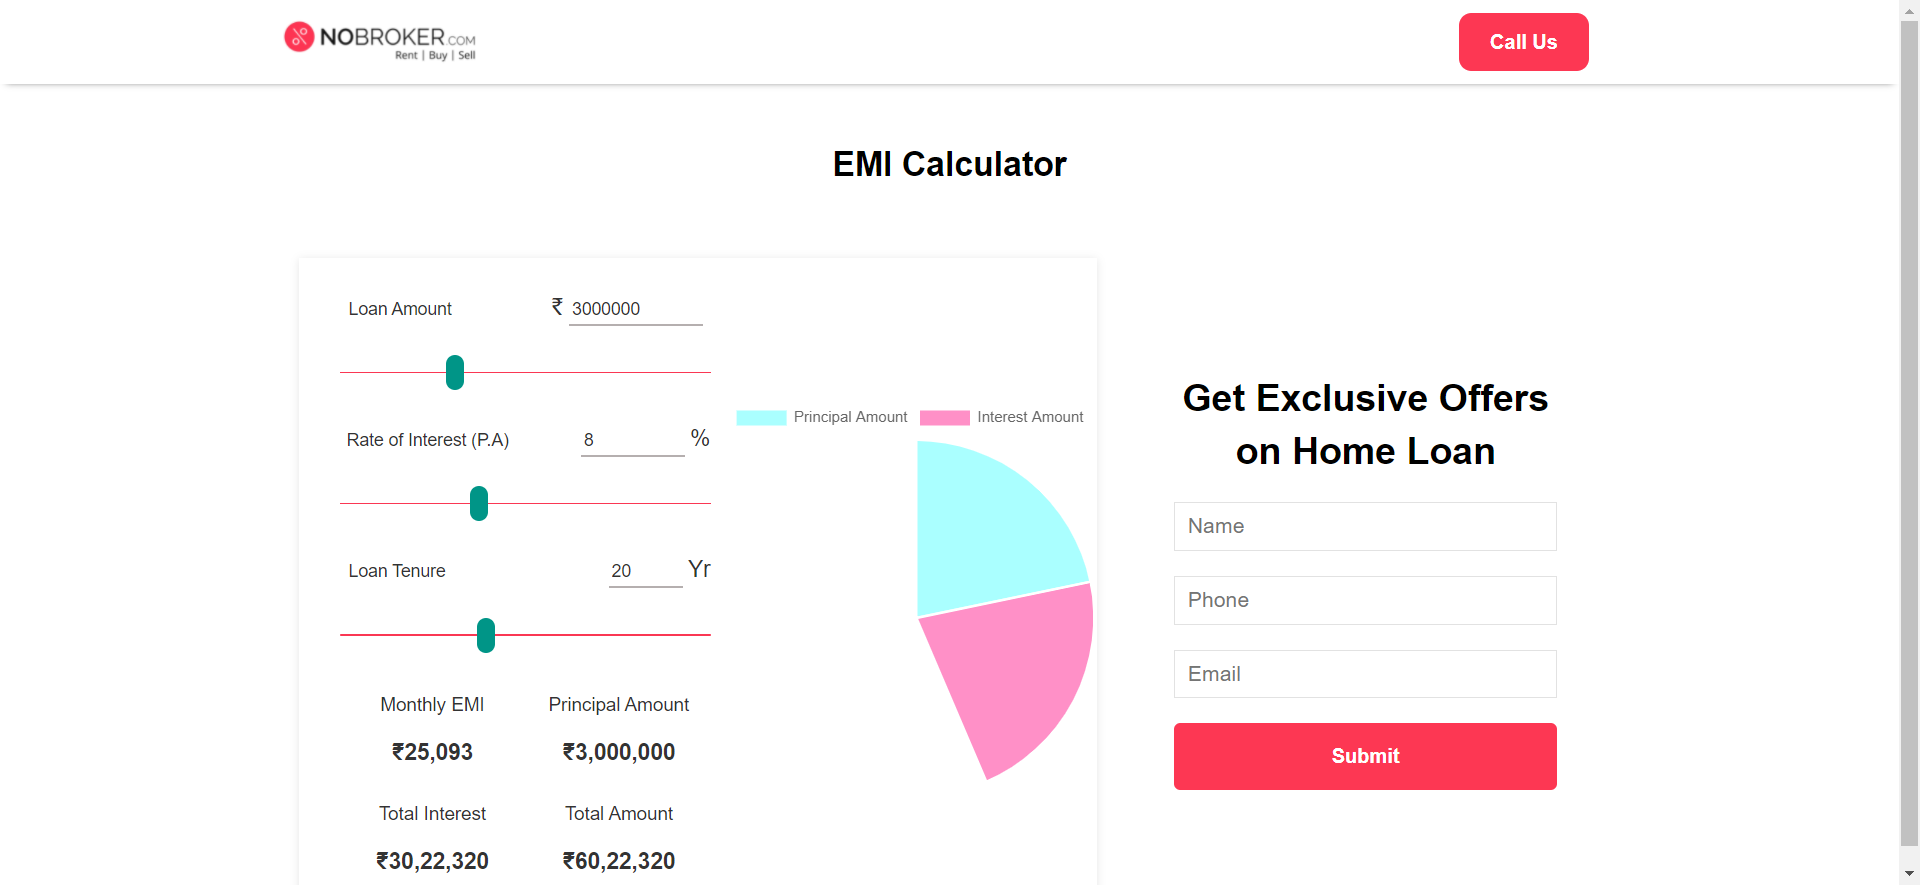 NOBROKER.COM
Rent | Buy | Sell
Call Us
EMI Calculator
Loan Amount ₹ 3000000
Rate of Interest (P.A) 8 %
Loan Tenure 20 Yr
Monthly EMI Principal Amount
₹25,093 ₹3,000,000
Total Interest Total Amount
₹30,22,320 ₹60,22,320
Principal Amount Interest Amount
Get Exclusive Offers
on Home Loan
Name
Phone
Email
Submit